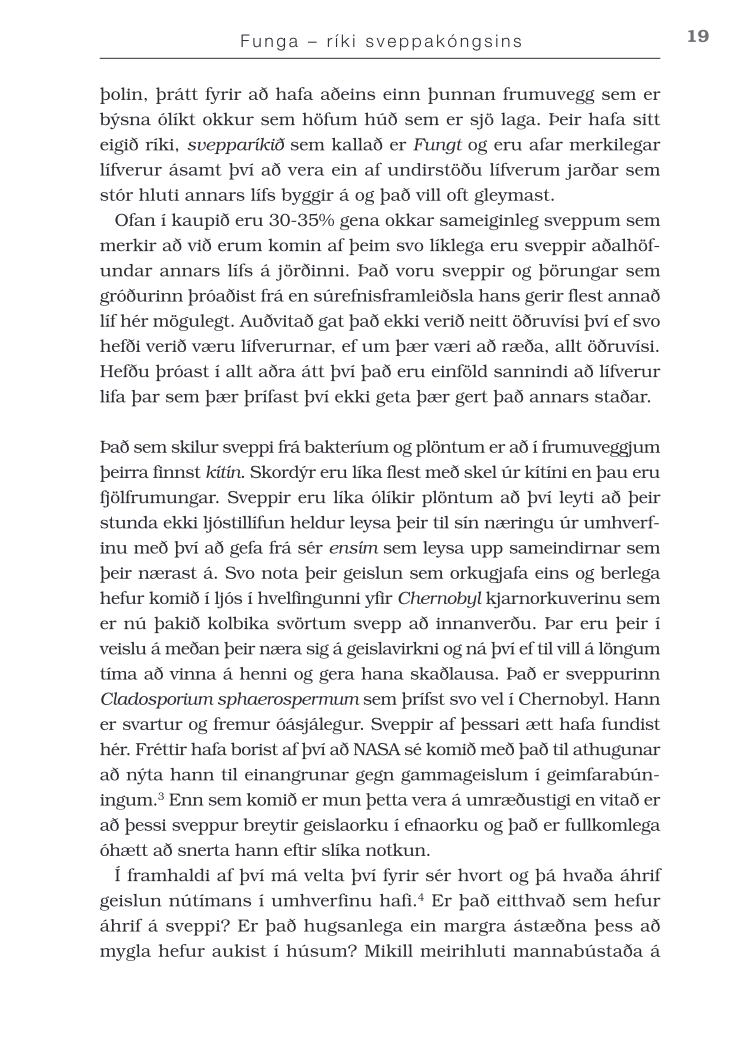 Funga – ríki sveppakóngsins
19
þolin, þrátt fyrir að hafa aðeins einn þunnan frumuvegg sem er
býsna ólíkt okkur sem höfum húð sem er sjö laga. Þeir hafa sitt
eigið ríki, svepparíkið sem kallað er Fungt og eru afar merkilegar
lífverur ásamt því að vera ein af undirstöðu lífverum jarðar sem
stór hluti annars lífs byggir á og það vill oft gleymast.
Ofan í kaupið eru 30-35% gena okkar sameiginleg sveppum sem
merkir að við erum komin af þeim svo líklega eru sveppir aðalhöf-
undar annars lífs á jörðinni. Það voru sveppir og þörungar sem
gróðurinn þróaðist frá en súrefnisframleiðsla hans gerir flest annað
líf hér mögulegt. Auðvitað gat það ekki verið neitt öðruvísi því ef svo
hefði verið væru lífverurnar, ef um þær væri að ræða, allt öðruvísi.
Hefðu þróast í allt aðra átt því það eru einföld sannindi að lífverur
lifa þar sem þær þrífast því ekki geta þær gert það annars staðar.
Það sem skilur sveppi frá bakteríum og plöntum er að í frumuveggjum
þeirra finnst kítín. Skordýr eru líka flest með skel úr kítíni en þau eru
fjölfrumungar. Sveppir eru líka ólíkir plöntum að því leyti að þeir
stunda ekki ljóstillífun heldur leysa þeir til sín næringu úr umhverf-
inu með því að gefa frá sér ensím sem leysa upp sameindirnar sem
þeir nærast á. Svo nota þeir geislun sem orkugjafa eins og berlega
hefur komið í ljós í hvelfingunni yfir Chernobyl kjarnorkuverinu sem
er nú þakið kolbika svörtum svepp að innanverðu. Þar eru þeir í
veislu á meðan þeir næra sig á geislavirkni og ná því ef til vill á löngum
tíma að vinna á henni og gera hana skaðlausa. Það er sveppurinn
Cladosporium sphaerospermum sem þrífst svo vel í Chernobyl. Hann
er svartur og fremur óásjálegur. Sveppir af þessari ætt hafa fundist
hér. Fréttir hafa borist af því að NASA sé komið með það til athugunar
að nýta hann til einangrunar gegn gammageislum í geimfarabún-
ingum.³ Enn sem komið er mun þetta vera á umræðustigi en vitað er
að þessi sveppur breytir geislaorku í efnaorku og það er fullkomlega
óhætt að snerta hann eftir slíka notkun.
Í framhaldi af því má velta því fyrir sér hvort og þá hvaða áhrif
geislun nútímans í umhverfinu hafi.⁴ Er það eitthvað sem hefur
áhrif á sveppi? Er það hugsanlega ein margra ástæðna þess að
mygla hefur aukist í húsum? Mikill meirihluti mannabústaða á